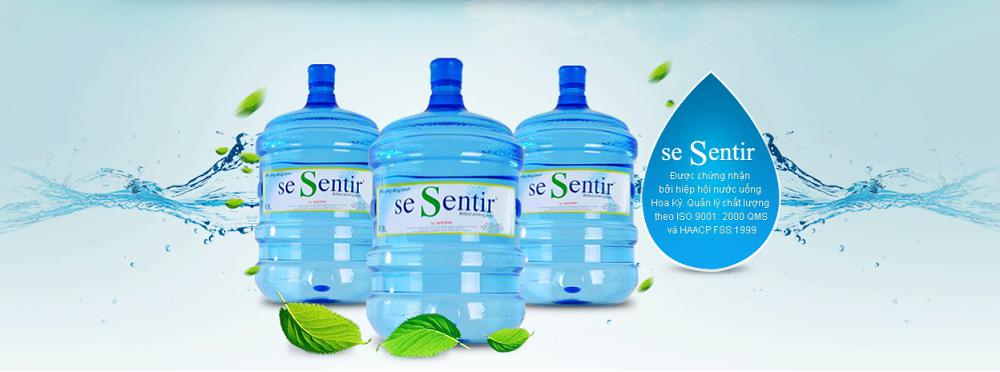 se Sentir
se Sentir
se Sentir
se Sentir
Được chứng nhận
bởi hiệp hội nước uống
Hoa Kỳ. Quản lý chất lượng
theo ISO 9001: 2000 QMS
và HAACP FSS:1999